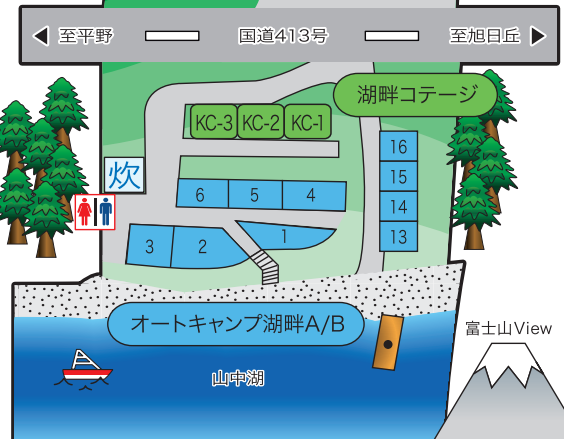 至平野
国道413号
至旭日丘
湖畔コテージ
KC-3
KC-2
KC-1
16
15
14
13
炊
6
5
4
3
2
1
オートキャンプ湖畔A/B
富士山View
山中湖